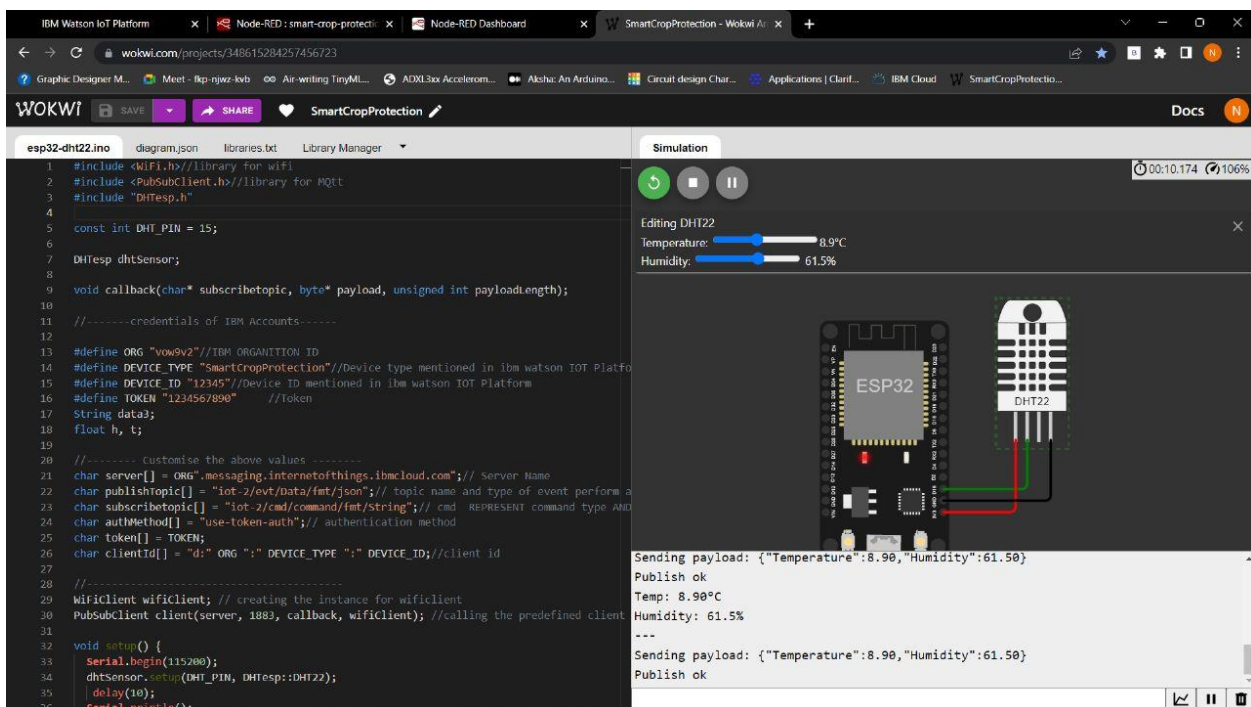 IBM Watson IoT Platform
Node-RED : smart-crop-protectic
Node-RED Dashboard
SmartCropProtection - Wokwi Ar
wokwi.com/projects/348615284257456723
Graphic Designer M...
Meet - fkp-njwz-kvb
Air-writing TinyML...
ADXL3xx Accelerom...
Aksha: An Arduino...
Circuit design Char...
Applications | Clarif...
IBM Cloud
SmartCropProtectio...
N
WOKWI
SAVE
SHARE
SmartCropProtection
Docs
N
esp32-dht22.ino
diagram.json
libraries.txt
Library Manager
1 #include <WiFi.h>//library for wifi
2 #include <PubSubClient.h>//library for MQtt
3 #include "DHTesp.h"
4
5 const int DHT_PIN = 15;
6
7 DHTesp dhtSensor;
8
9 void callback(char* subscribetopic, byte* payload, unsigned int payloadLength);
10
11 //-------credentials of IBM Accounts------
12
13 #define ORG "vow9v2"//IBM ORGANITION ID
14 #define DEVICE_TYPE "SmartCropProtection"//Device type mentioned in ibm watson IOT Platfo
15 #define DEVICE_ID "12345"//Device ID mentioned in ibm watson IOT Platform
16 #define TOKEN "1234567890" //Token
17 String data3;
18 float h, t;
19
20 //-------- Customise the above values --------
21 char server[] = ORG".messaging.internetofthings.ibmcloud.com";// Server Name
22 char publishTopic[] = "iot-2/evt/Data/fmt/json";// topic name and type of event perform a
23 char subscribetopic[] = "iot-2/cmd/command/fmt/String";// cmd REPRESENT command type AND
24 char authMethod[] = "use-token-auth";// authentication method
25 char token[] = TOKEN;
26 char clientId[] = "d:" ORG ":" DEVICE_TYPE ":" DEVICE_ID;//client id
27
28 //-----------------------------------------
29 WiFiClient wifiClient; // creating the instance for wificlient
30 PubSubClient client(server, 1883, callback, wifiClient); //calling the predefined client
31
32 void setup() {
33 Serial.begin(115200);
34 dhtSensor.setup(DHT_PIN, DHTesp::DHT22);
35 delay(10);
36 Serial.println();
Simulation
00:10.174 106%
Editing DHT22
Temperature: 8.9°C
Humidity: 61.5%
ESP32
DHT22
Sending payload: {"Temperature":8.90,"Humidity":61.50}
Publish ok
Temp: 8.90°C
Humidity: 61.5%
---
Sending payload: {"Temperature":8.90,"Humidity":61.50}
Publish ok